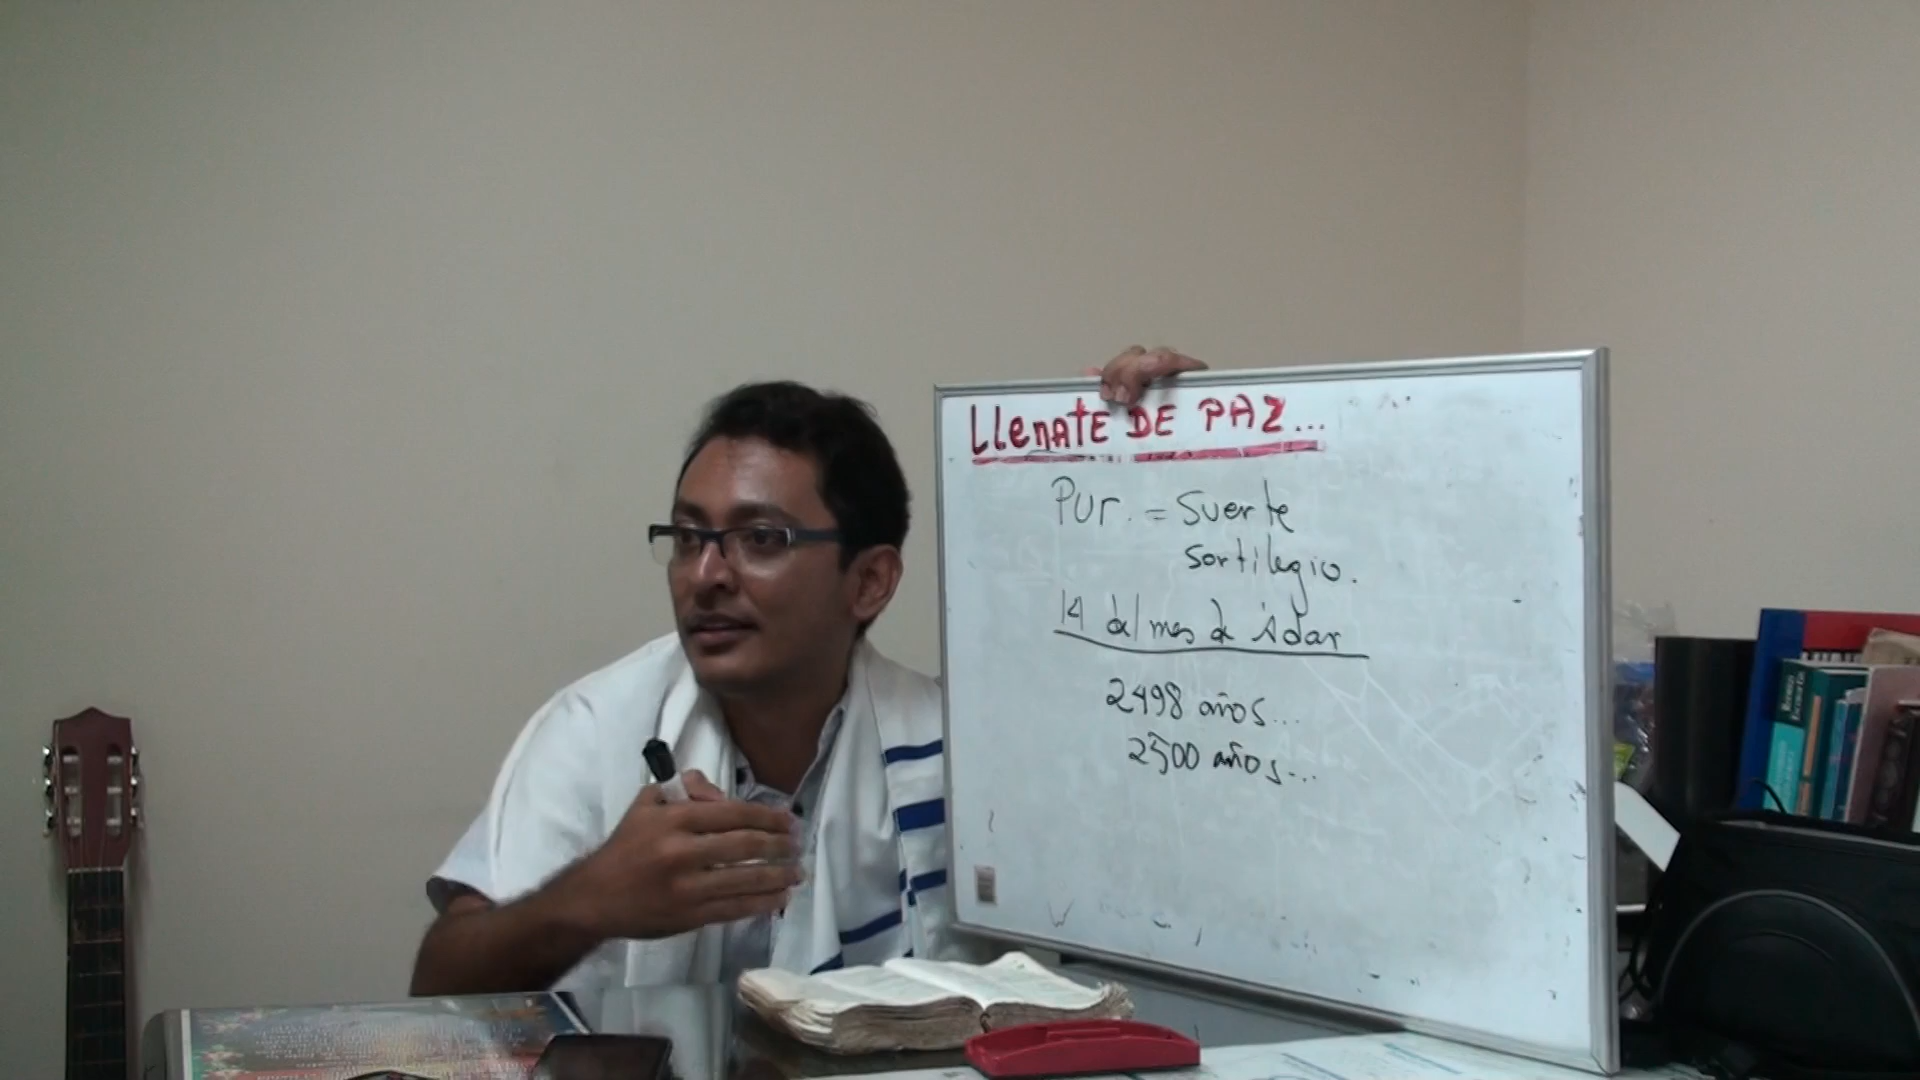 LLENATE DE PAZ...
Pur. = Suerte
Sortilegio.
14 del mes de Adar
2498 años...
2500 años...